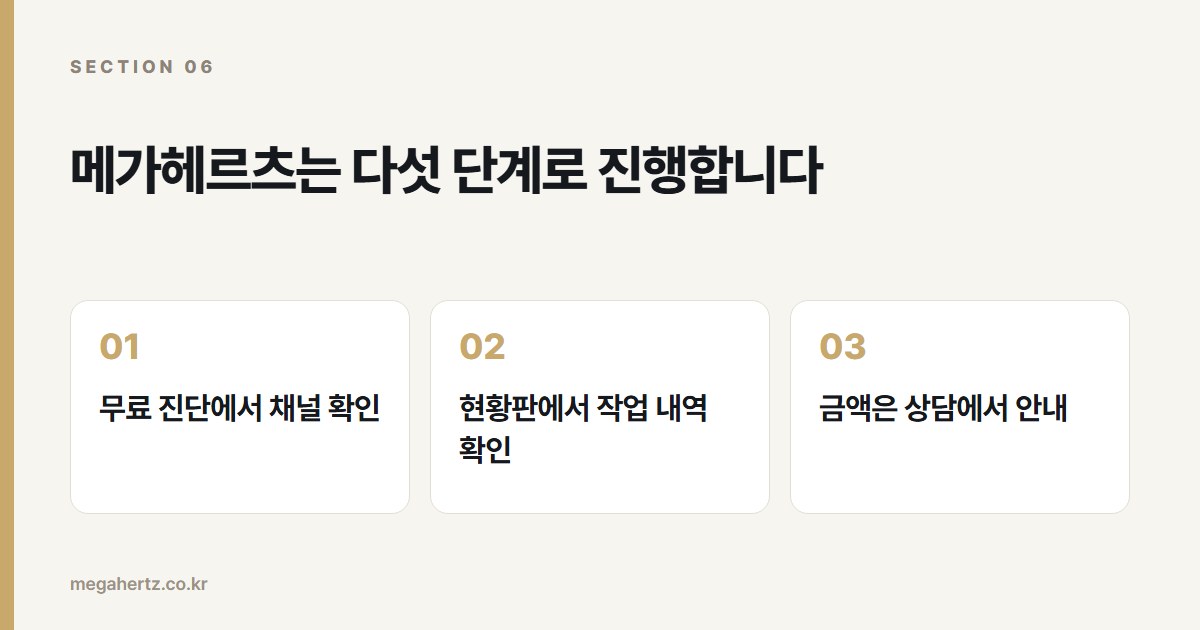 SECTION 06
메가헤르츠는 다섯 단계로 진행합니다
01
무료 진단에서 채널 확인
02
현황판에서 작업 내역
확인
03
금액은 상담에서 안내
megahertz.co.kr